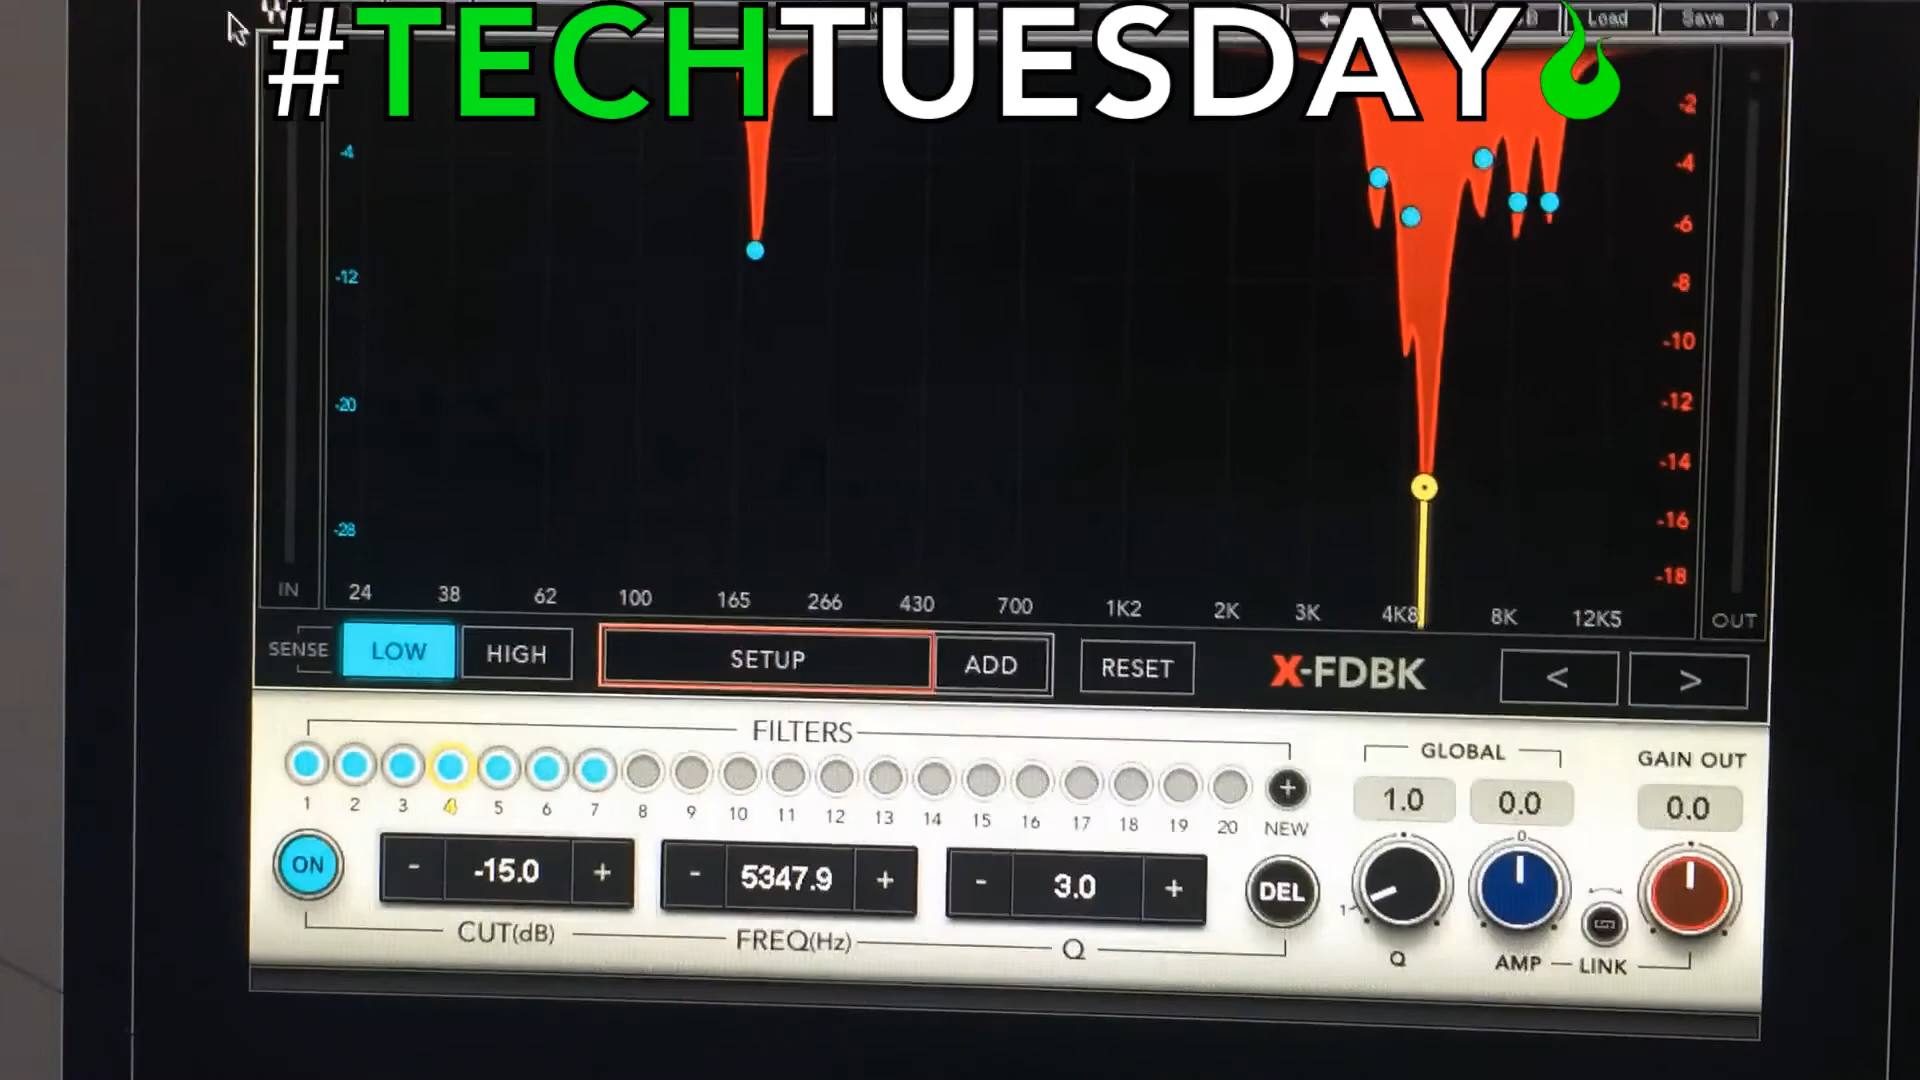 Load Save ?
#TECHTUESDAY
-2
-4 -4
-6
-12 -8
-10
-20 -12
-14
-28 -16
-18
IN 24 38 62 100 165 266 430 700 1K2 2K 3K 4K8 8K 12K5 OUT
SENSE LOW HIGH SETUP ADD RESET X-FDBK < >
FILTERS GLOBAL GAIN OUT
+ 1.0 0.0 0.0
1 2 3 4 5 6 7 8 9 10 11 12 13 14 15 16 17 18 19 20 NEW
0
ON - -15.0 + - 5347.9 + - 3.0 + DEL
1
CUT(dB) FREQ(Hz) Q Q AMP LINK